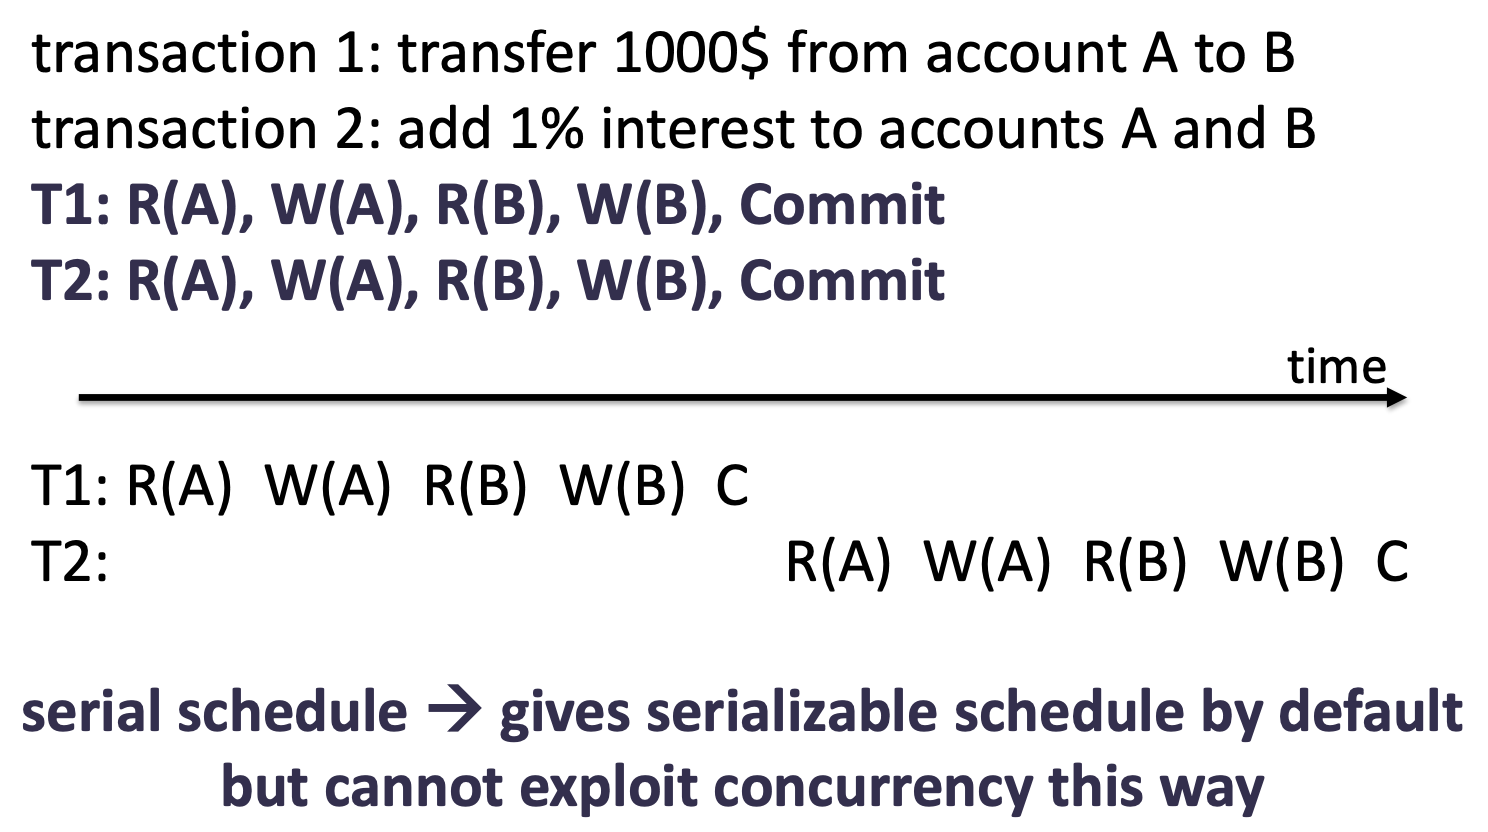 transaction 1: transfer 1000$ from account A to B
transaction 2: add 1% interest to accounts A and B
T1: R(A), W(A), R(B), W(B), Commit
T2: R(A), W(A), R(B), W(B), Commit
time
T1: R(A) W(A) R(B) W(B) C
T2: R(A) W(A) R(B) W(B) C
serial schedule → gives serializable schedule by default
but cannot exploit concurrency this way